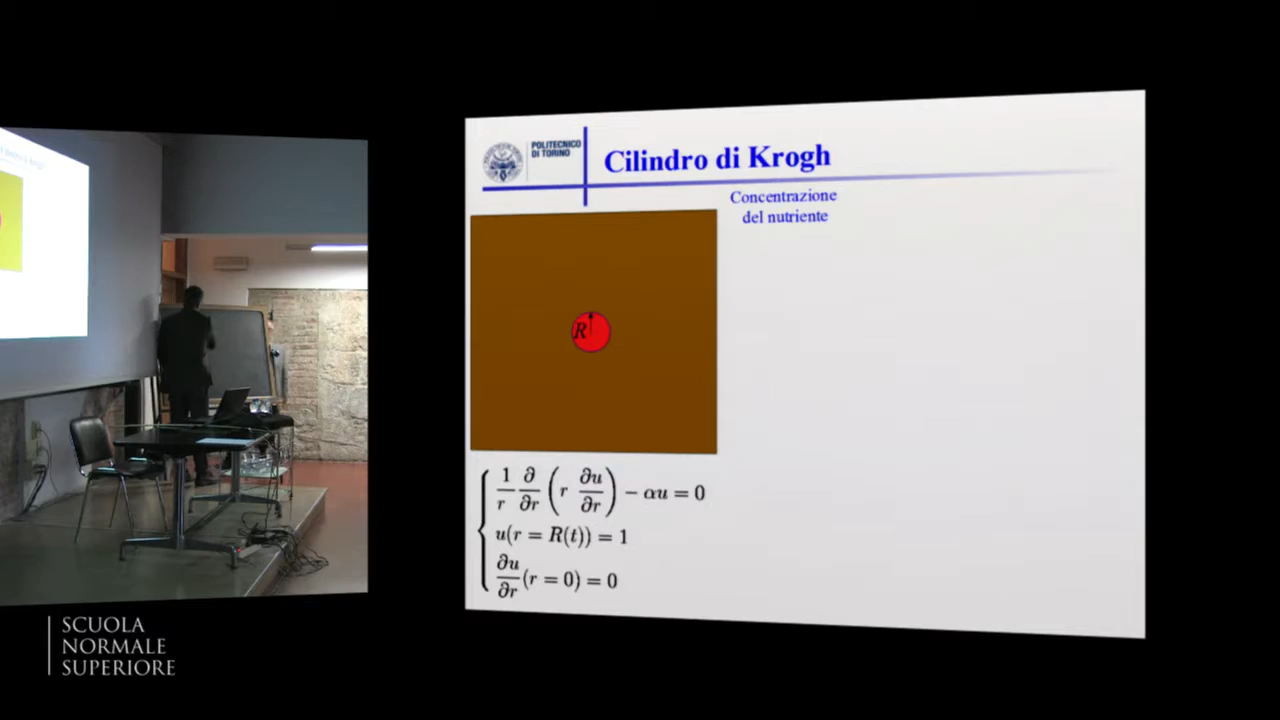 POLITECNICO
DI TORINO
Cilindro di Krogh
Concentrazione
del nutriente
R
1/r ∂/∂r (r ∂u/∂r) − αu = 0
u(r = R(t)) = 1
∂u/∂r (r = 0) = 0
SCUOLA
NORMALE
SUPERIORE